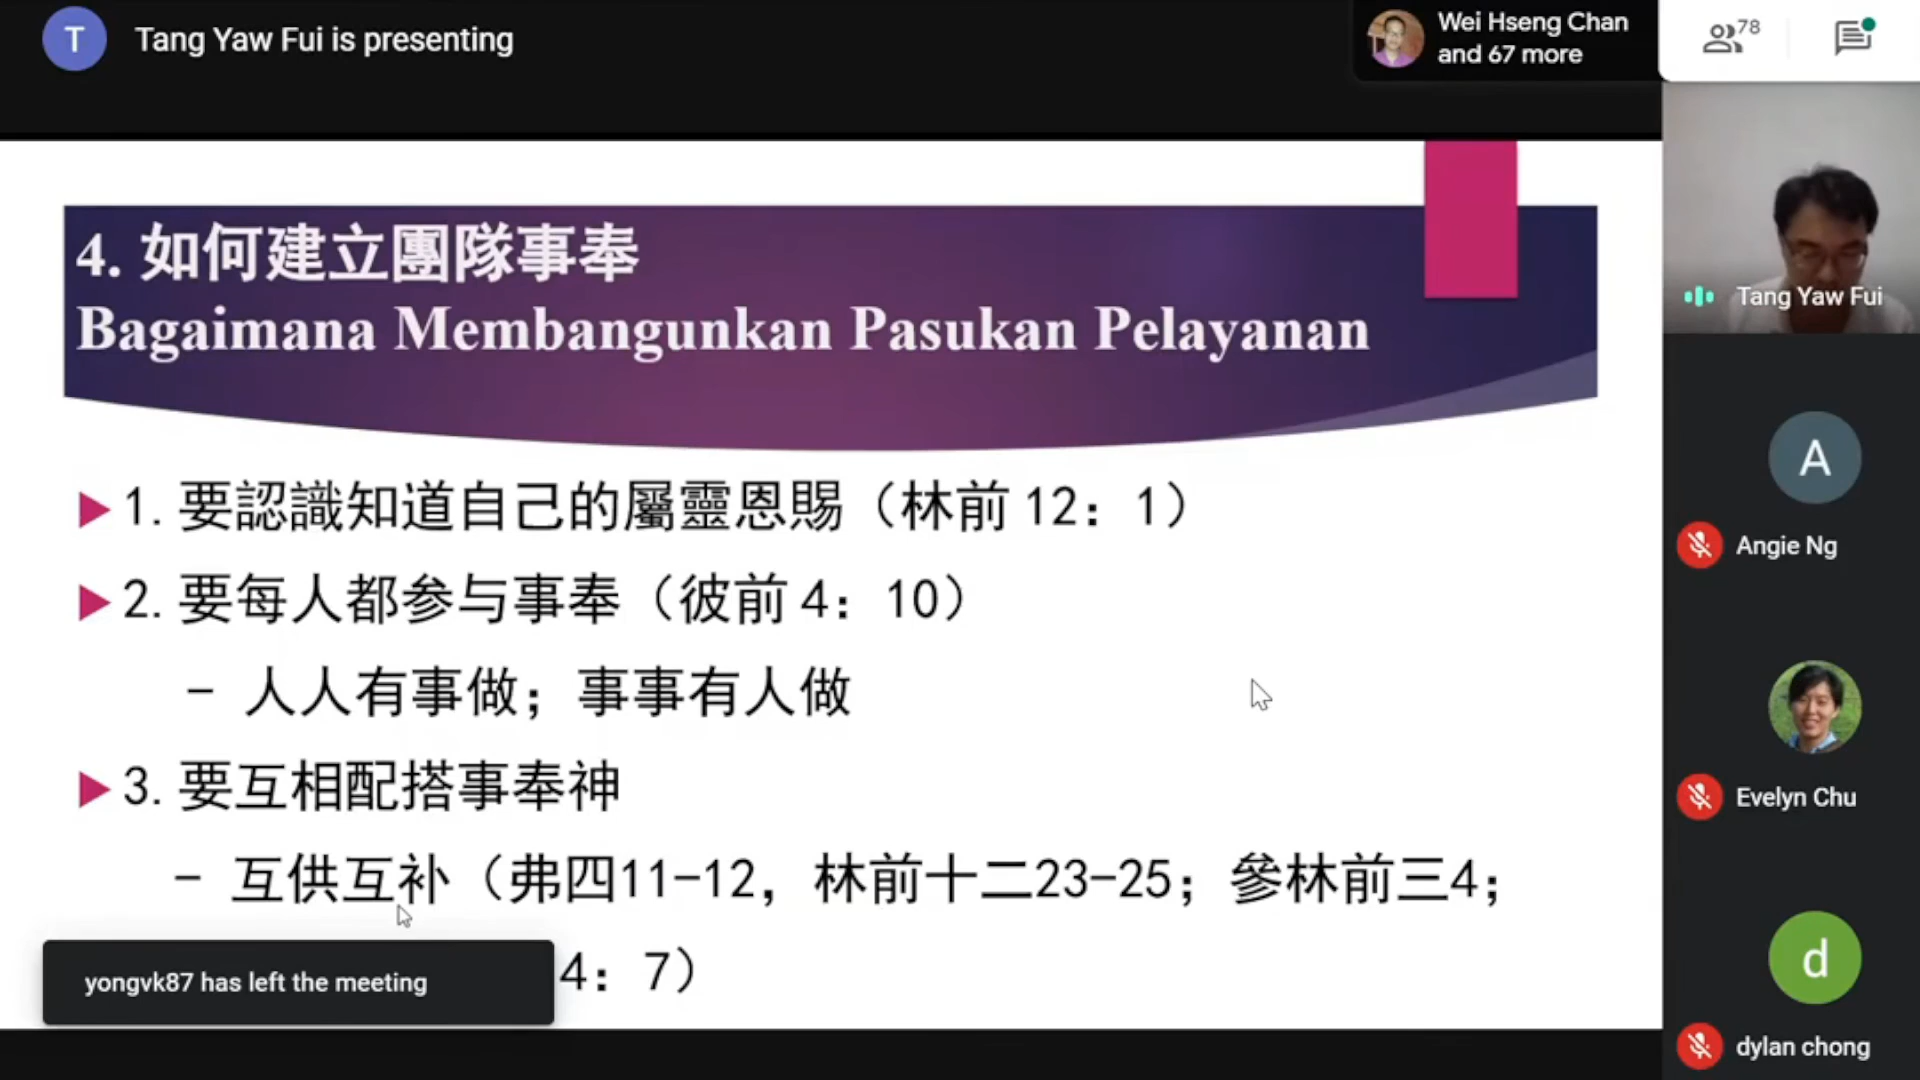 T
Tang Yaw Fui is presenting
Wei Hseng Chan
and 67 more
78
4. 如何建立團隊事奉
Bagaimana Membangunkan Pasukan Pelayanan
1. 要認識知道自己的屬靈恩賜（林前 12：1）
2. 要每人都参与事奉（彼前 4：10）
- 人人有事做；事事有人做
3. 要互相配搭事奉神
- 互供互补（弗四11-12，林前十二23-25；參林前三4；
4：7）
yongvk87 has left the meeting
Tang Yaw Fui
A
Angie Ng
Evelyn Chu
d
dylan chong